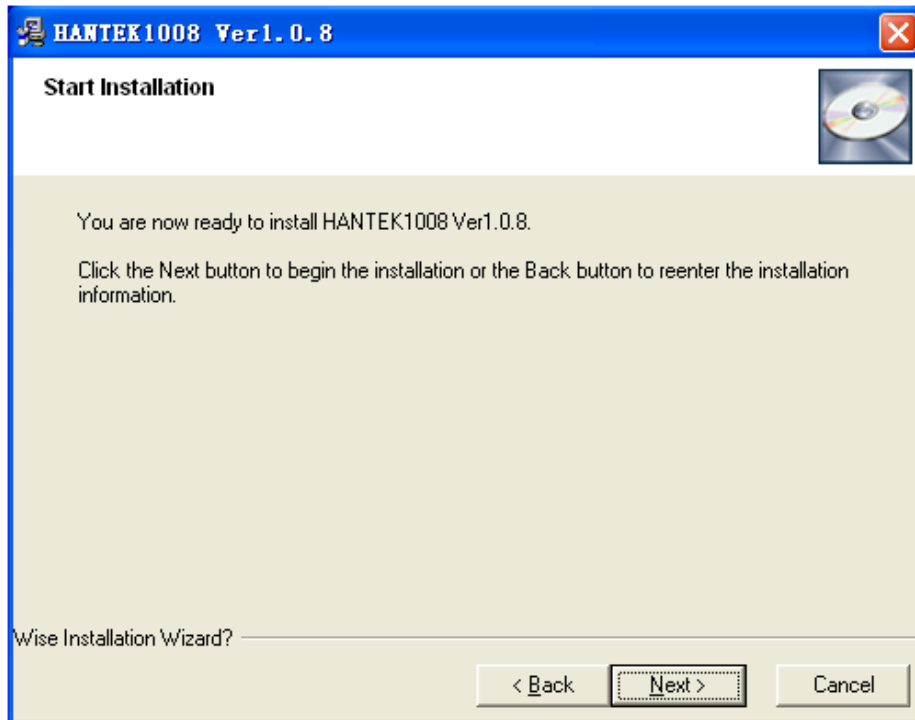 HANTEK1008 Ver1.0.8
Start Installation
You are now ready to install HANTEK1008 Ver1.0.8.
Click the Next button to begin the installation or the Back button to reenter the installation
information.
Wise Installation Wizard?
< Back
Next >
Cancel